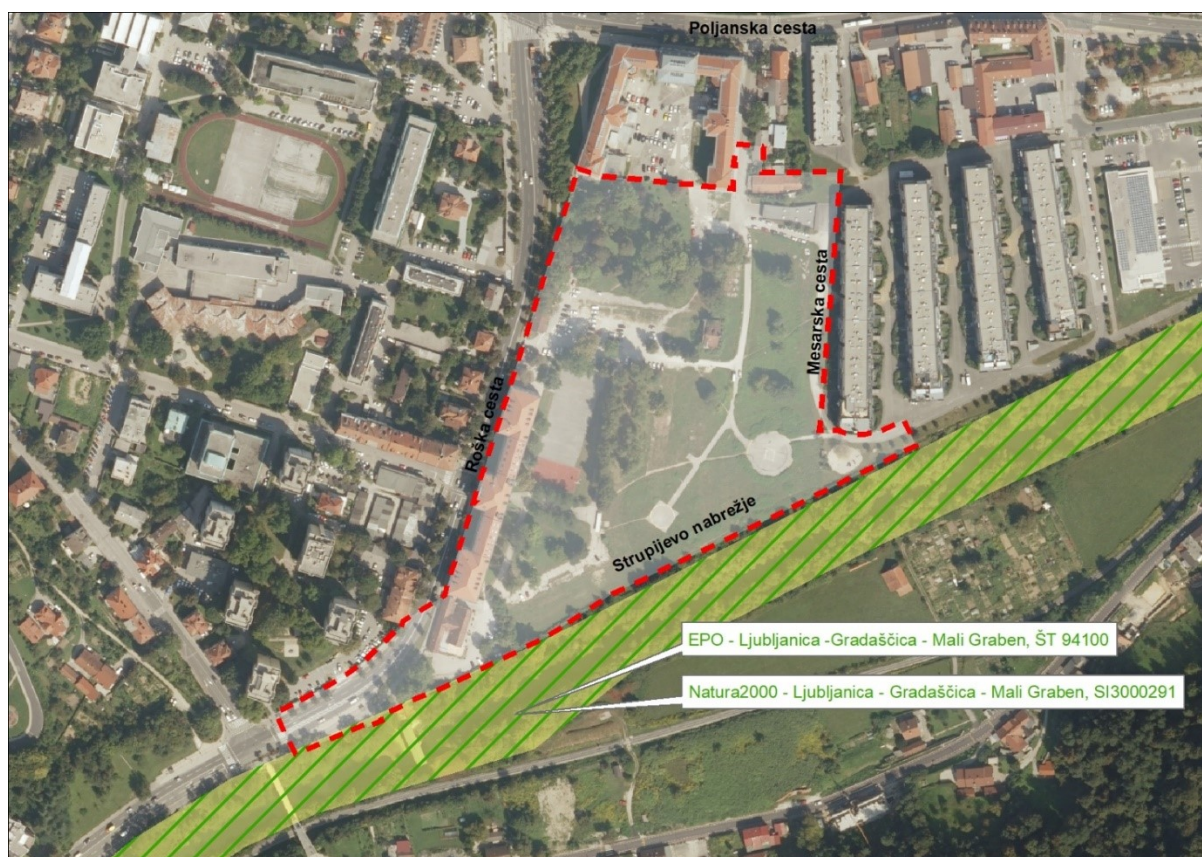 Poljanska cesta
Mesarska cesta
Roška cesta
Strupijevo nabrežje
EPO - Ljubljanica -Gradaščica - Mali Graben, ŠT 94100
Natura2000 - Ljubljanica - Gradaščica - Mali Graben, SI3000291